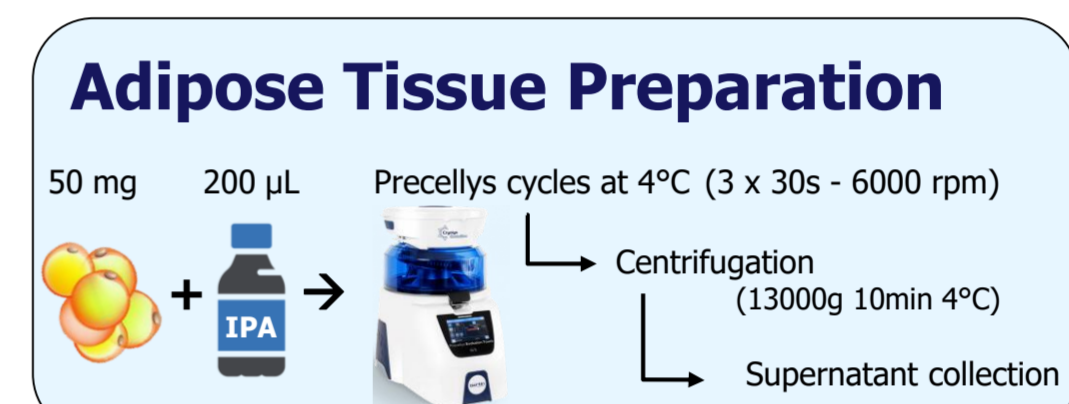 Adipose Tissue Preparation
50 mg 200 µL Precellys cycles at 4°C (3 x 30s - 6000 rpm)
IPA
Centrifugation
(13000g 10min 4°C)
Supernatant collection